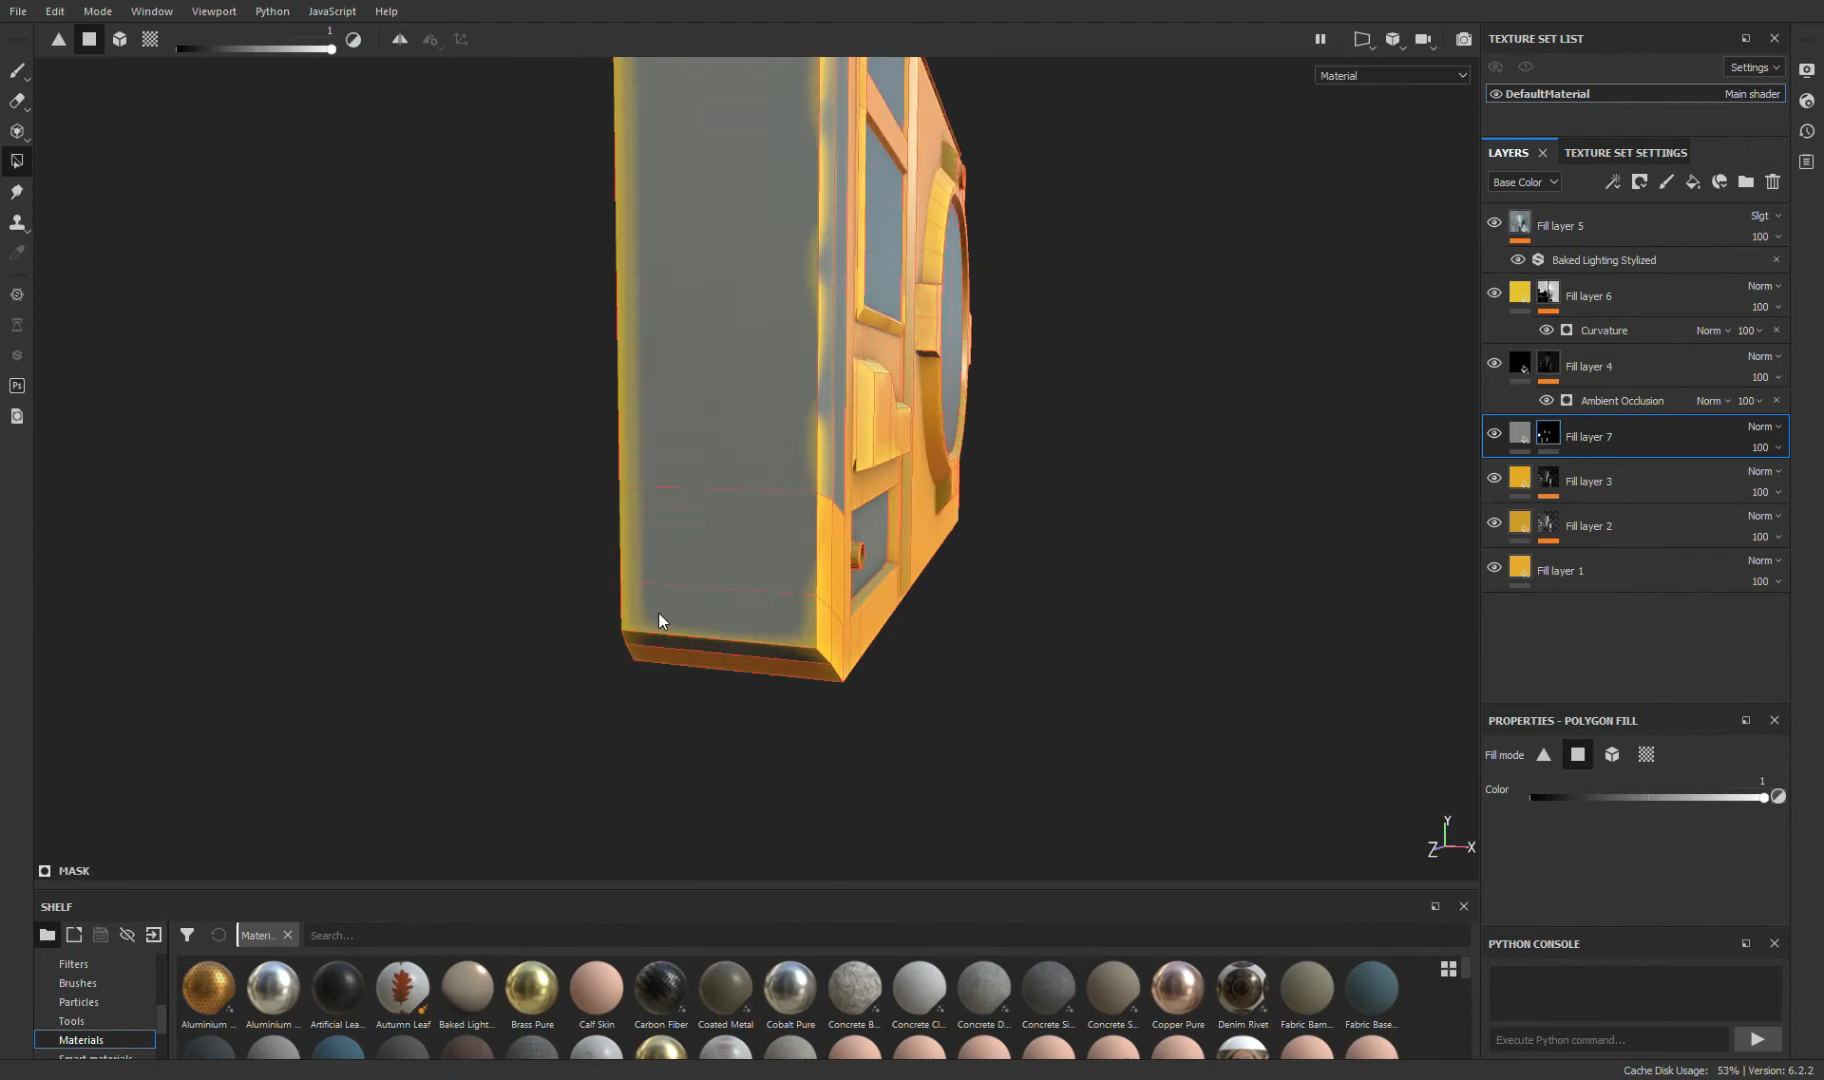 File Edit Mode Window Viewport Python JavaScript Help
1
Material
TEXTURE SET LIST
Settings
DefaultMaterial Main shader
LAYERS TEXTURE SET SETTINGS
Base Color
Fill layer 5 Slgt 100
Baked Lighting Stylized
Fill layer 6 Norm 100
Curvature Norm 100
Fill layer 4 Norm 100
Ambient Occlusion Norm 100
Fill layer 7 Norm 100
Fill layer 3 Norm 100
Fill layer 2 Norm 100
Fill layer 1 Norm 100
PROPERTIES - POLYGON FILL
Fill mode
Color 1
Y
Z X
MASK
SHELF
Materi.. Search...
Filters
Brushes
Particles
Tools
Materials
Smart materials
Aluminium ... Aluminium ... Artificial Lea... Autumn Leaf Baked Light... Brass Pure Calf Skin Carbon Fiber Coated Metal Cobalt Pure Concrete B... Concrete Cl... Concrete D... Concrete Si... Concrete S... Copper Pure Denim Rivet Fabric Bam... Fabric Base...
PYTHON CONSOLE
Execute Python command...
Cache Disk Usage: 53% | Version: 6.2.2
Ps